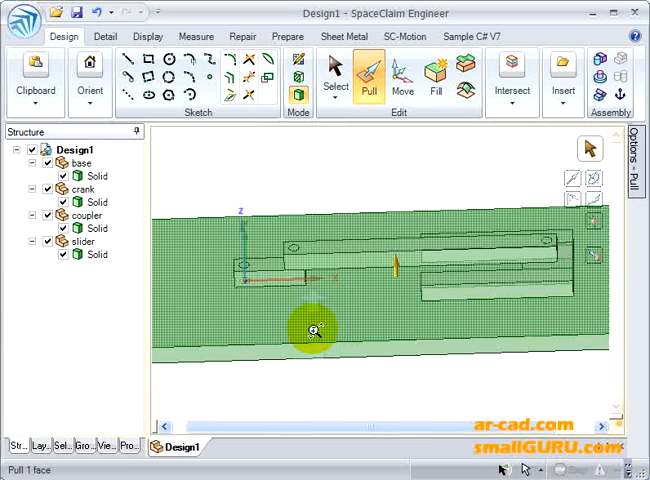 Design1 - SpaceClaim Engineer
Design Detail Display Measure Repair Prepare Sheet Metal SC-Motion Sample C# V7
Clipboard
Orient
Select
Pull
Move
Fill
Intersect
Insert
Sketch
Mode
Edit
Assembly
Structure
Design1
base
Solid
crank
Solid
coupler
Solid
slider
Solid
Options - Pull
Z
X
ar-cad.com
smallGURU.com
Str... Lay... Sel... Gro... Vie... Pro...
Design1
Pull 1 face